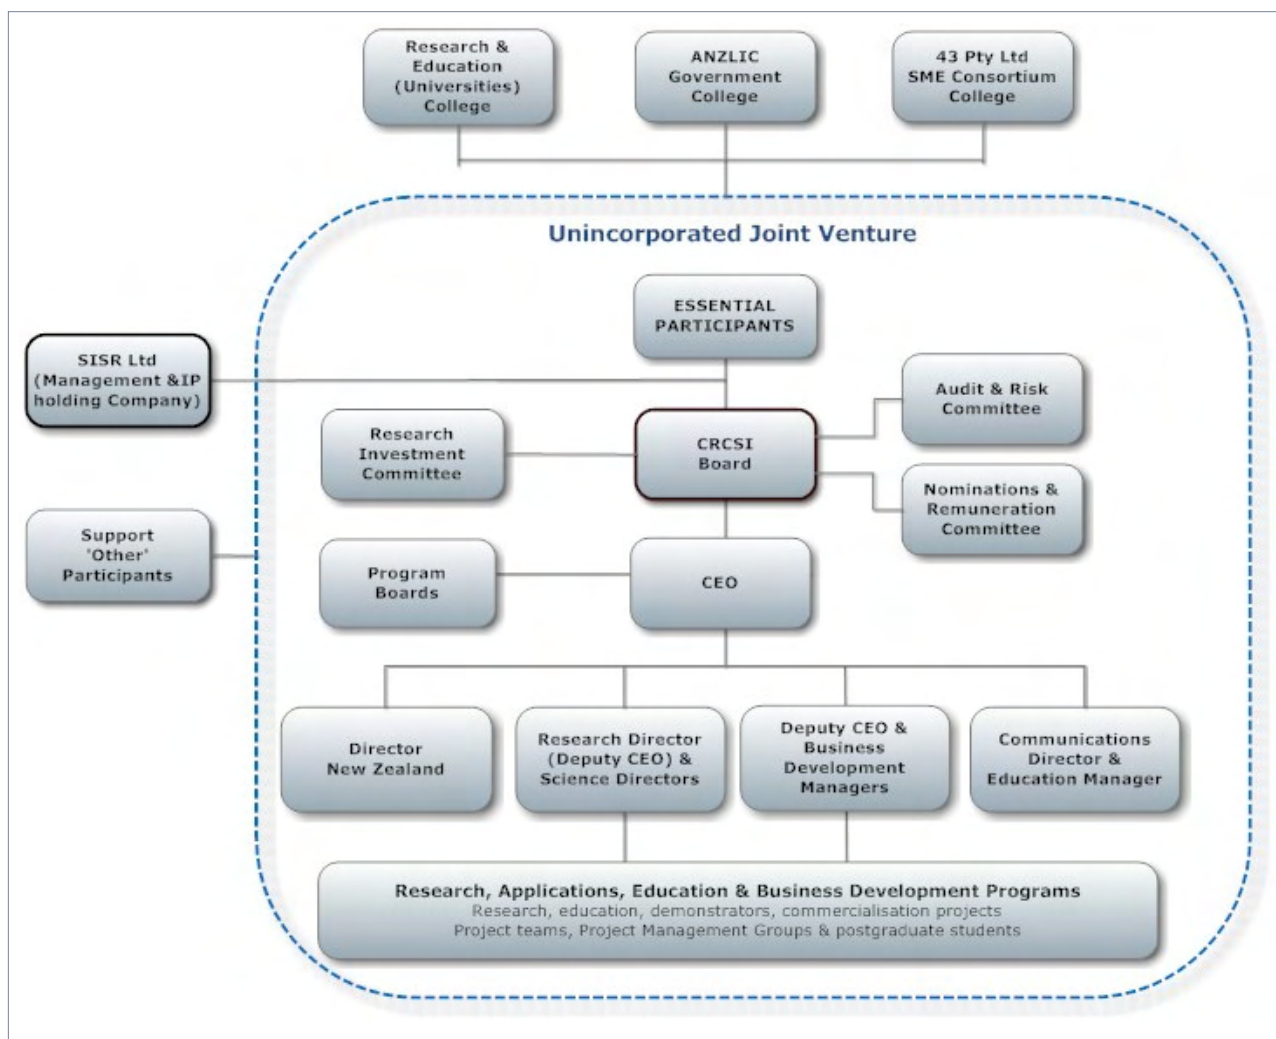 Research &
Education
(Universities)
College
ANZLIC
Government
College
43 Pty Ltd
SME Consortium
College
Unincorporated Joint Venture
ESSENTIAL
PARTICIPANTS
SISR Ltd
(Management &IP
holding Company)
Audit & Risk
Committee
Research
Investment
Committee
CRCSI
Board
Nominations &
Remuneration
Committee
Support
'Other'
Participants
Program
Boards
CEO
Director
New Zealand
Research Director
(Deputy CEO) &
Science Directors
Deputy CEO &
Business
Development
Managers
Communications
Director &
Education Manager
Research, Applications, Education & Business Development Programs
Research, education, demonstrators, commercialisation projects
Project teams, Project Management Groups & postgraduate students